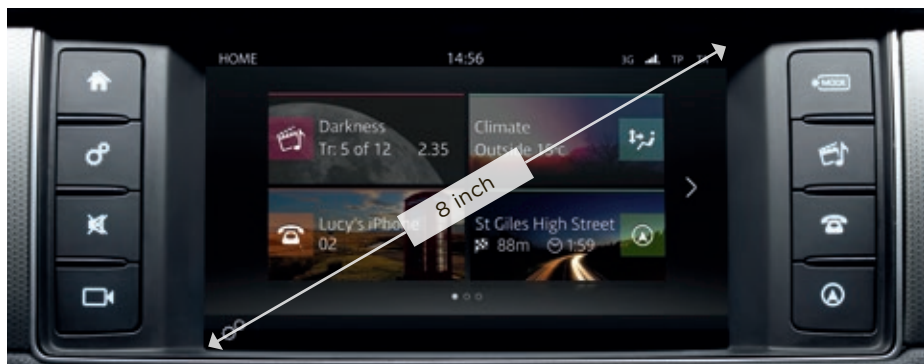 HOME 14:56 3G TP
MODE
Darkness
Tr: 5 of 12 2.35
Climate
Outside 15°c
8 inch
Lucy's iPhone
02
St Giles High Street
88m 1:59